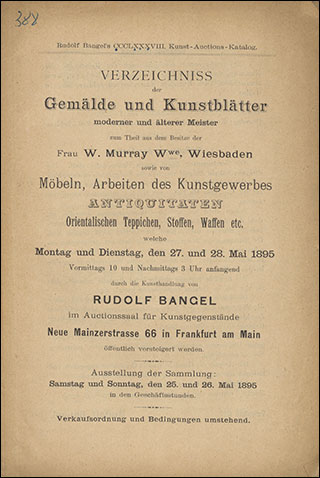 388
Rudolf Bangel's CCCLXXXVIII. Kunst-Auctions-Katalog.
VERZEICHNISS
der
Gemälde und Kunstblätter
moderner und älterer Meister
zum Theil aus dem Besitze der
Frau W. Murray Wwe, Wiesbaden
sowie von
Möbeln, Arbeiten des Kunstgewerbes
ANTIQUITÄTEN
Orientalischen Teppichen, Stoffen, Waffen etc.
welche
Montag und Dienstag, den 27. und 28. Mai 1895
Vormittags 10 und Nachmittags 3 Uhr anfangend
durch die Kunsthandlung von
RUDOLF BANGEL
im Auctionssaal für Kunstgegenstände
Neue Mainzerstrasse 66 in Frankfurt am Main
öffentlich versteigert werden.
Ausstellung der Sammlung:
Samstag und Sonntag, den 25. und 26. Mai 1895
in den Geschäftsstunden.
Verkaufsordnung und Bedingungen umstehend.